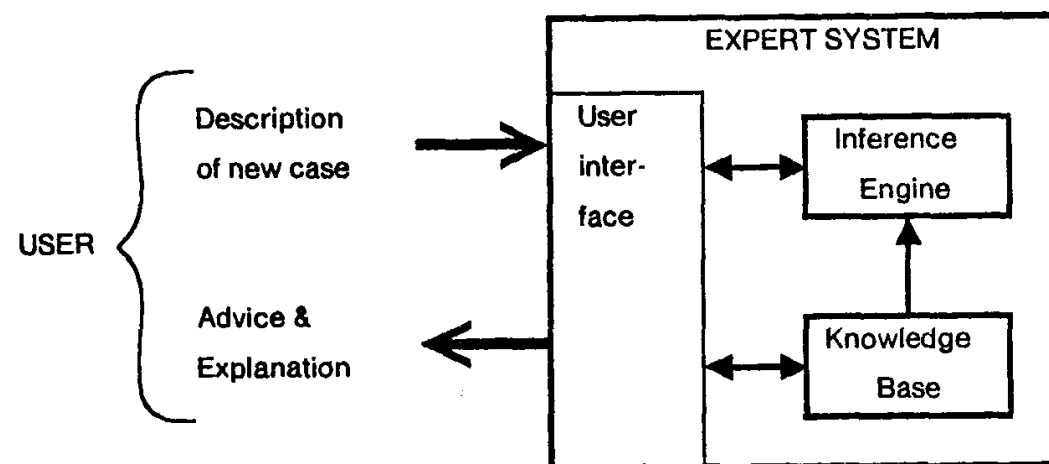 EXPERT SYSTEM
USER
Description
of new case
Advice &
Explanation
User
inter-
face
Inference
Engine
Knowledge
Base